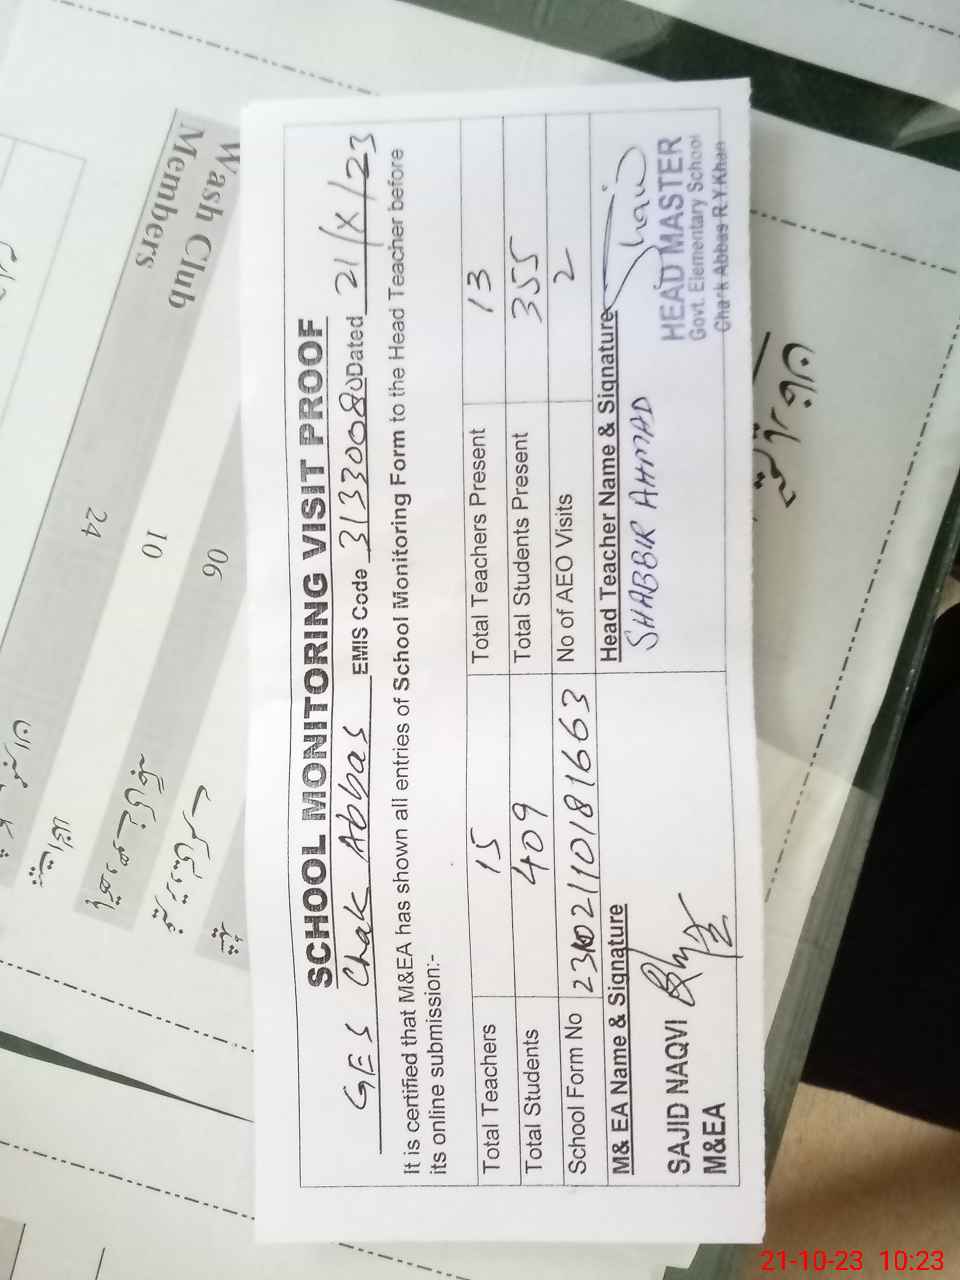 SCHOOL MONITORING VISIT PROOF
GES Chak Abbas EMIS Code 31330080 Dated 21/X/23
It is certified that M&EA has shown all entries of School Monitoring Form to the Head Teacher before
its online submission:-
Total Teachers 15 Total Teachers Present 13
Total Students 409 Total Students Present 355
School Form No No of AEO Visits 2
M& EA Name & Signature Head Teacher Name & Signature
SAJID NAQVI
M&EA
SHABBIR AHMAD
HEAD MASTER
Govt. Elementary School
Chark Abbas R.Y.Khan
Wash Club
Members
06
10
24
21-10-23 10:23